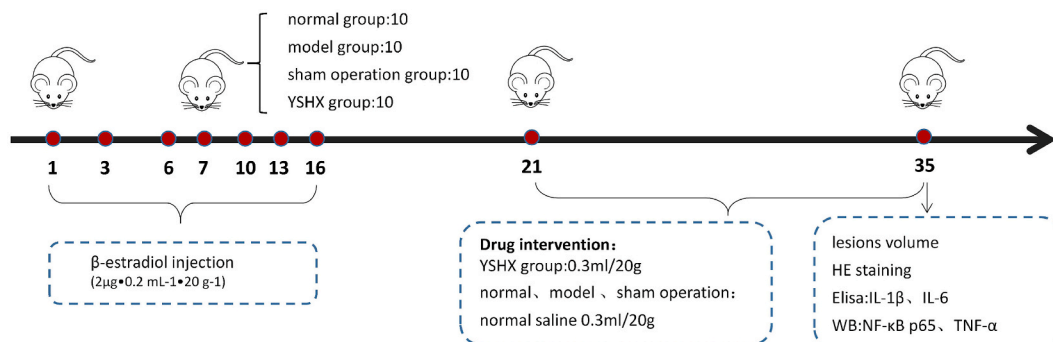 normal group:10
model group:10
sham operation group:10
YSHX group:10
1 3 6 7 10 13 16 21 35
β-estradiol injection
(2μg•0.2 mL-1•20 g-1)
Drug intervention:
YSHX group:0.3ml/20g
normal、model 、sham operation:
normal saline 0.3ml/20g
lesions volume
HE staining
Elisa:IL-1β、IL-6
WB:NF-κB p65、TNF-α